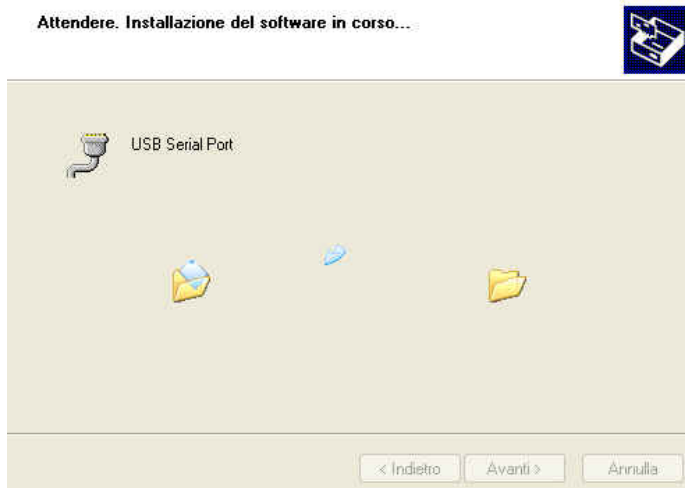 Attendere. Installazione del software in corso...
USB Serial Port
< Indietro
Avanti >
Annulla